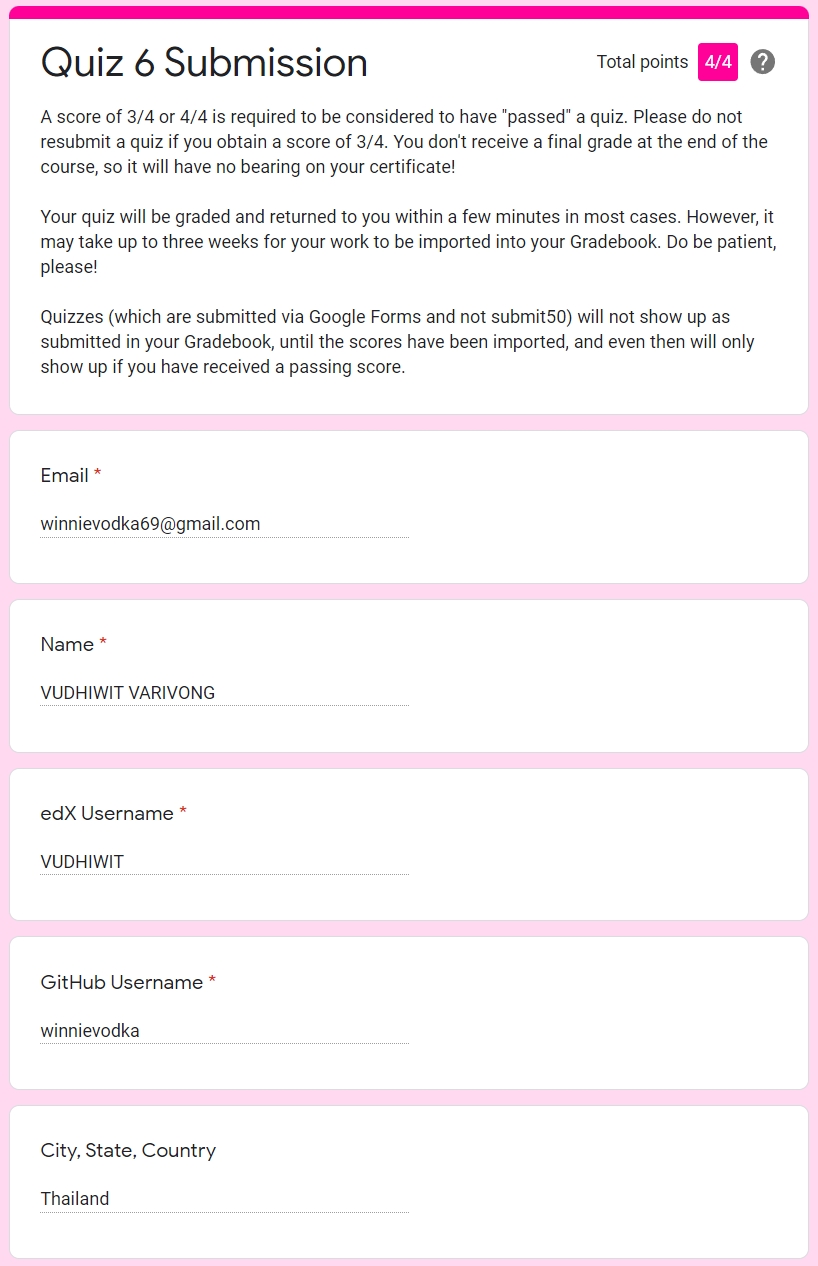 Quiz 6 Submission
Total points 4/4 ?
A score of 3/4 or 4/4 is required to be considered to have "passed" a quiz. Please do not
resubmit a quiz if you obtain a score of 3/4. You don't receive a final grade at the end of the
course, so it will have no bearing on your certificate!
Your quiz will be graded and returned to you within a few minutes in most cases. However, it
may take up to three weeks for your work to be imported into your Gradebook. Do be patient,
please!
Quizzes (which are submitted via Google Forms and not submit50) will not show up as
submitted in your Gradebook, until the scores have been imported, and even then will only
show up if you have received a passing score.
Email *
winnievodka69@gmail.com
Name *
VUDHIWIT VARIVONG
edX Username *
VUDHIWIT
GitHub Username *
winnievodka
City, State, Country
Thailand